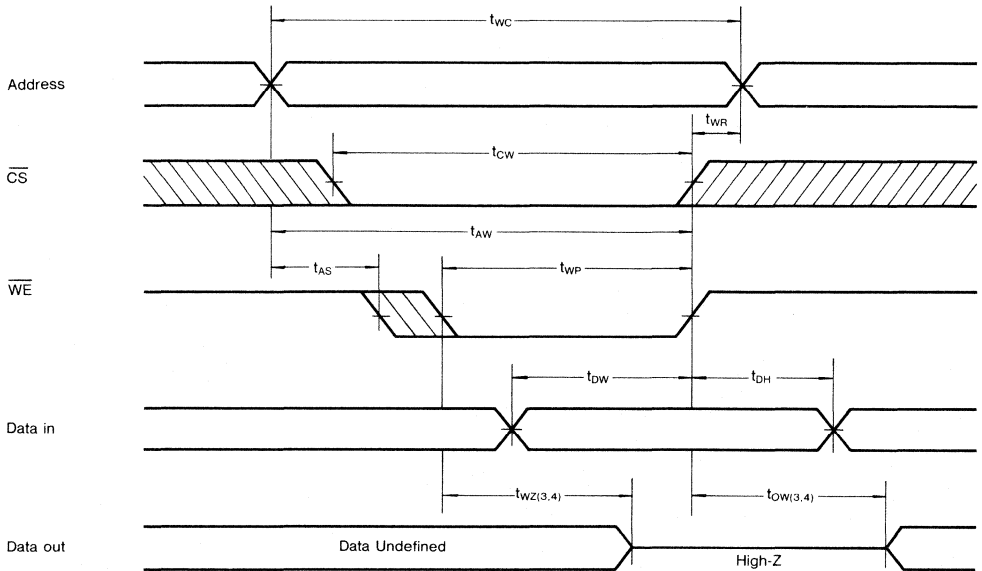 tWC
Address
tWR
tCW
CS
tAW
tAS
tWP
WE
tDW
tDH
Data in
tWZ(3,4)
tOW(3,4)
Data out
Data Undefined
High-Z